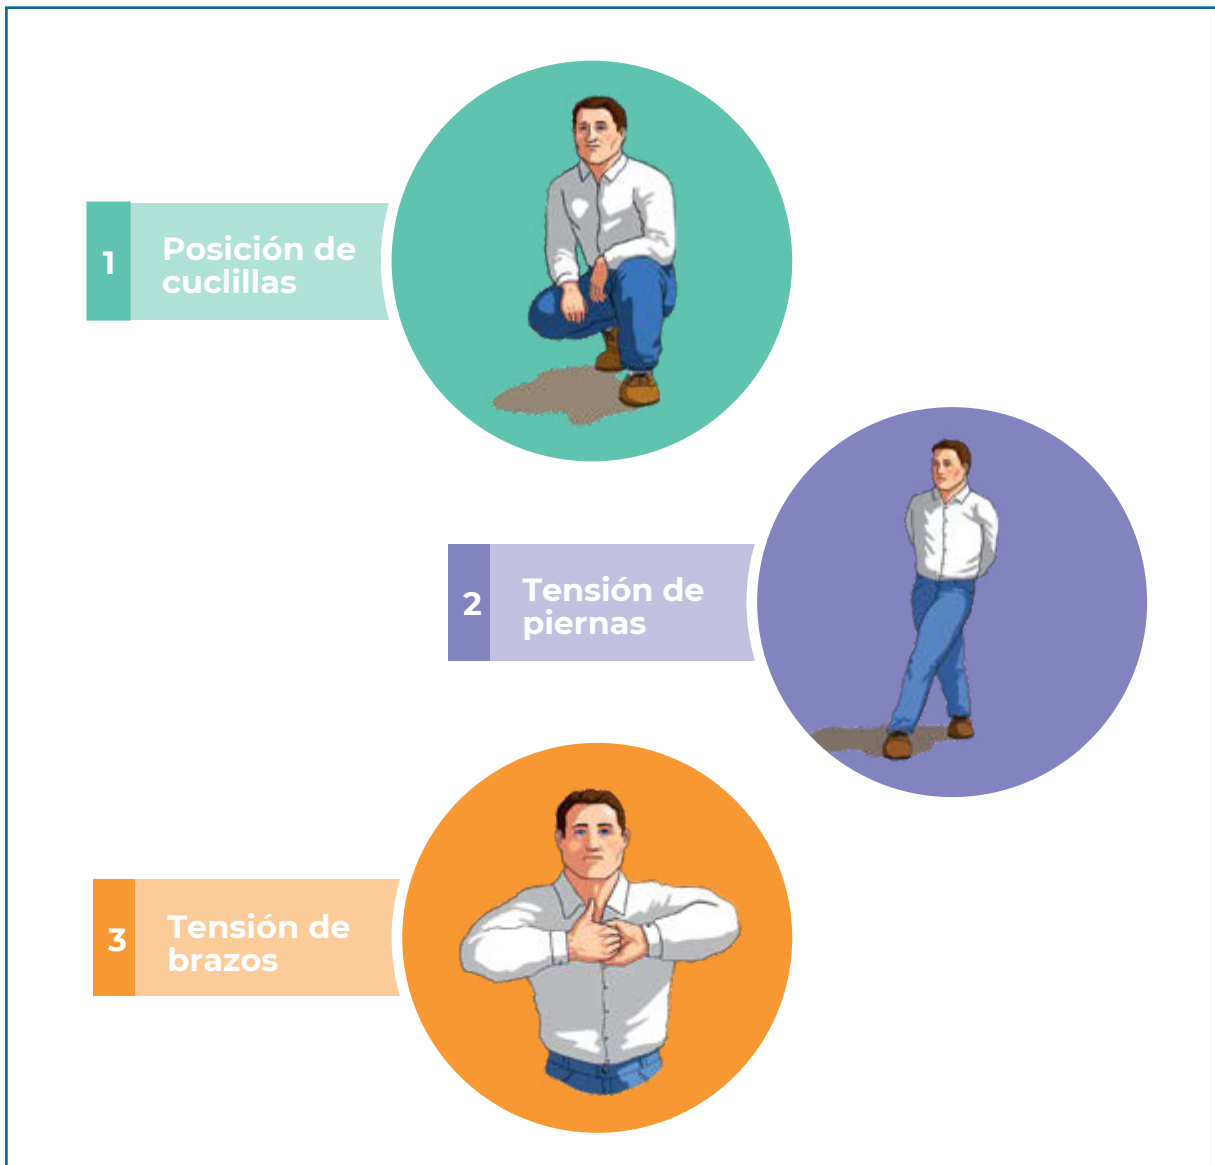 1
Posición de
cuclillas
2
Tensión de
piernas
3
Tensión de
brazos